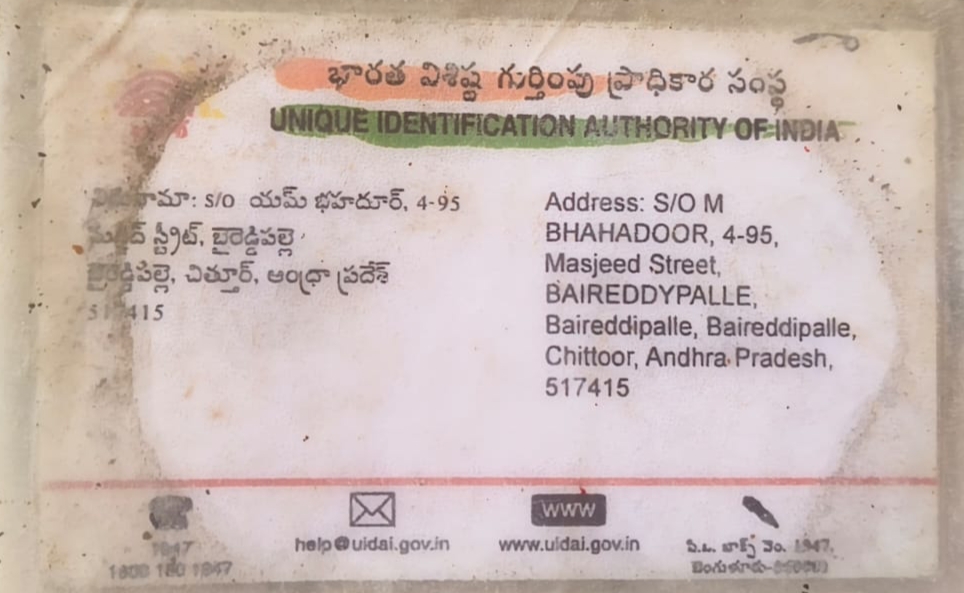 భారత విశిష్ట గుర్తింపు ప్రాధికార సంస్థ
UNIQUE IDENTIFICATION AUTHORITY OF INDIA
S/O యమ్ భహదూర్, 4-95
స్ట్రీట్, బైరెడ్డిపల్లె
బైరెడ్డిపల్లె, చిత్తూర్, ఆంధ్రా ప్రదేశ్
Address: S/O M
BHAHADOOR, 4-95,
Masjeed Street,
BAIREDDYPALLE,
Baireddipalle, Baireddipalle,
Chittoor, Andhra Pradesh,
517415
1947
1800 180 1947
help@uidai.gov.in
www
www.uidai.gov.in
పి.ఓ. బాక్స్ నెం. 1947,